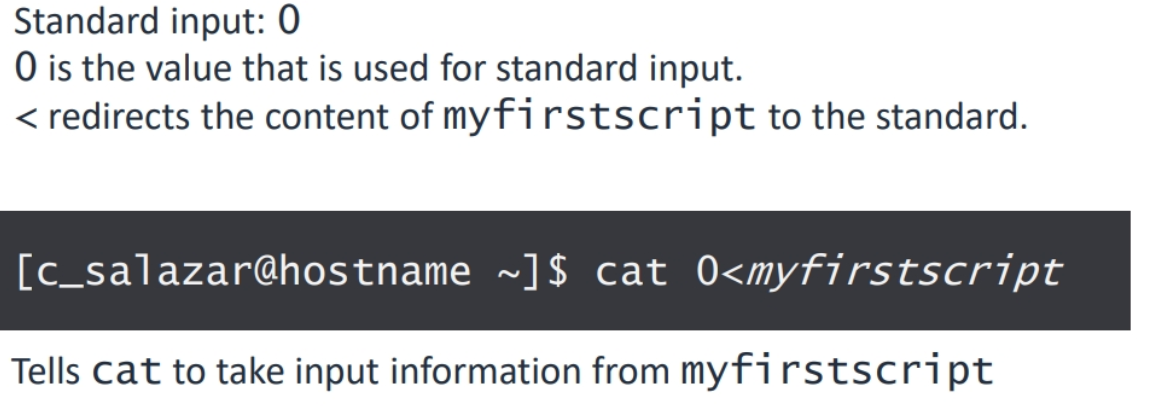 Standard input: 0
0 is the value that is used for standard input.
< redirects the content of myfirstscript to the standard.
[c_salazar@hostname ~]$ cat 0<myfirstscript
Tells cat to take input information from myfirstscript